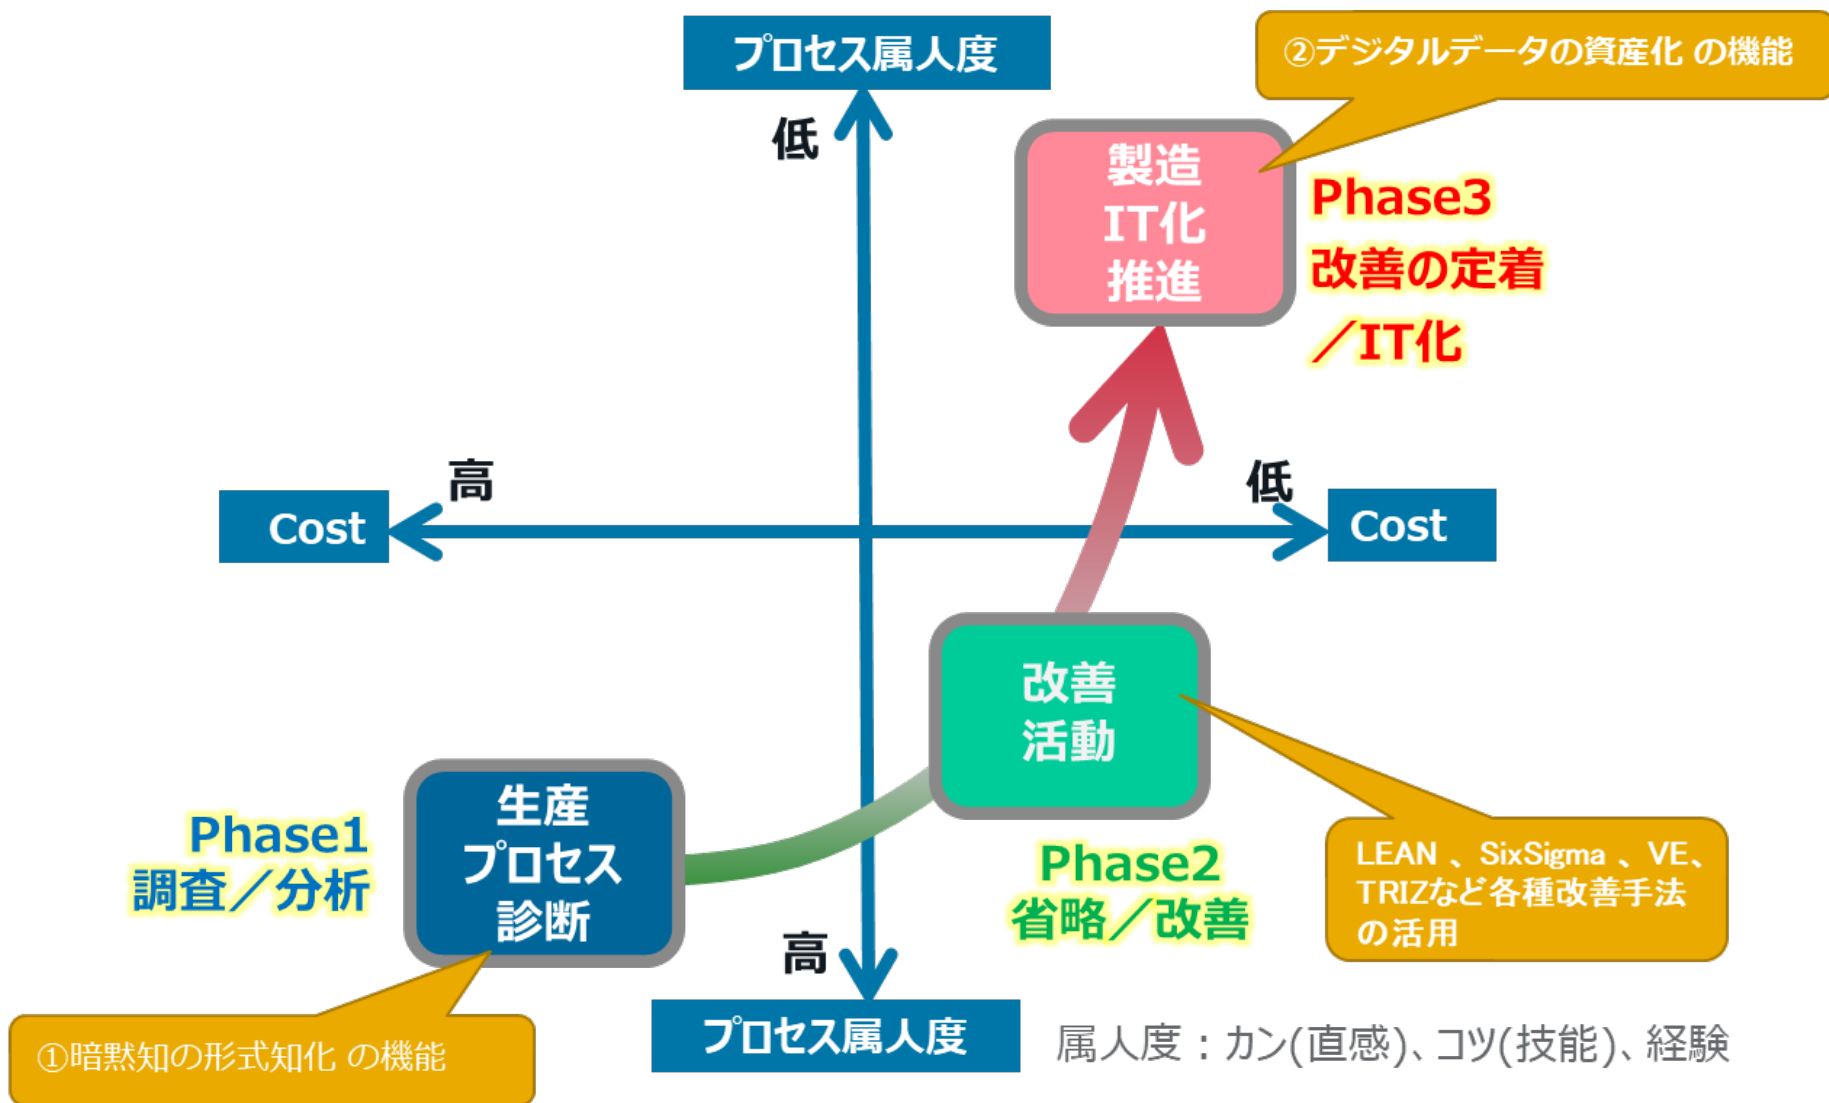 プロセス属人度
②デジタルデータの資産化 の機能
低
製造
IT化
推進
Phase3
改善の定着
／IT化
高
低
Cost
Cost
改善
活動
生産
プロセス
診断
Phase1
調査／分析
Phase2
省略／改善
LEAN 、SixSigma 、VE、
TRIZなど各種改善手法
の活用
高
プロセス属人度
①暗黙知の形式知化 の機能
属人度：カン(直感)、コツ(技能)、経験